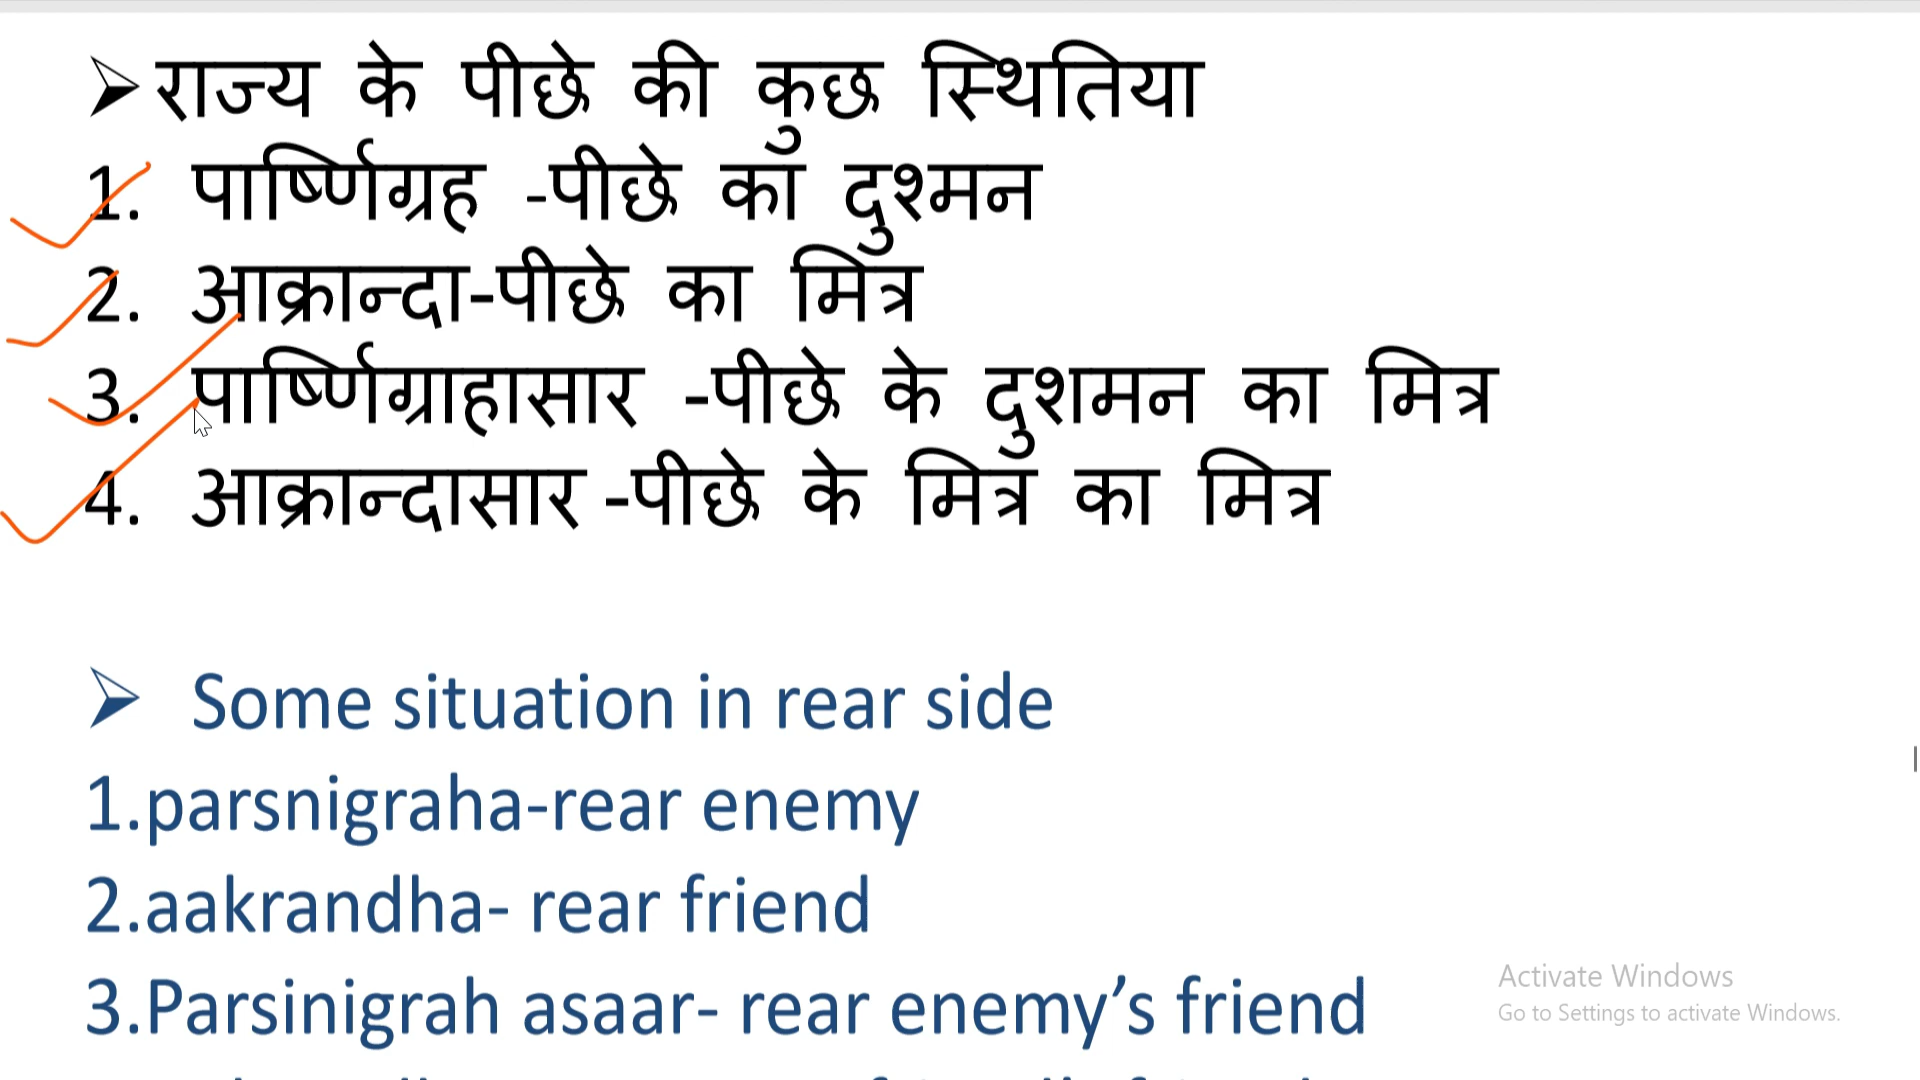 ➢राज्य के पीछे की कुछ स्थितिया
1. पार्ष्णिग्रह -पीछे का दुश्मन
2. आक्रान्दा-पीछे का मित्र
3. पार्ष्णिग्राहासार -पीछे के दुशमन का मित्र
4. आक्रान्दासार -पीछे के मित्र का मित्र
➢ Some situation in rear side
1.parsnigraha-rear enemy
2.aakrandha- rear friend
3.Parsinigrah asaar- rear enemy’s friend
Activate Windows
Go to Settings to activate Windows.